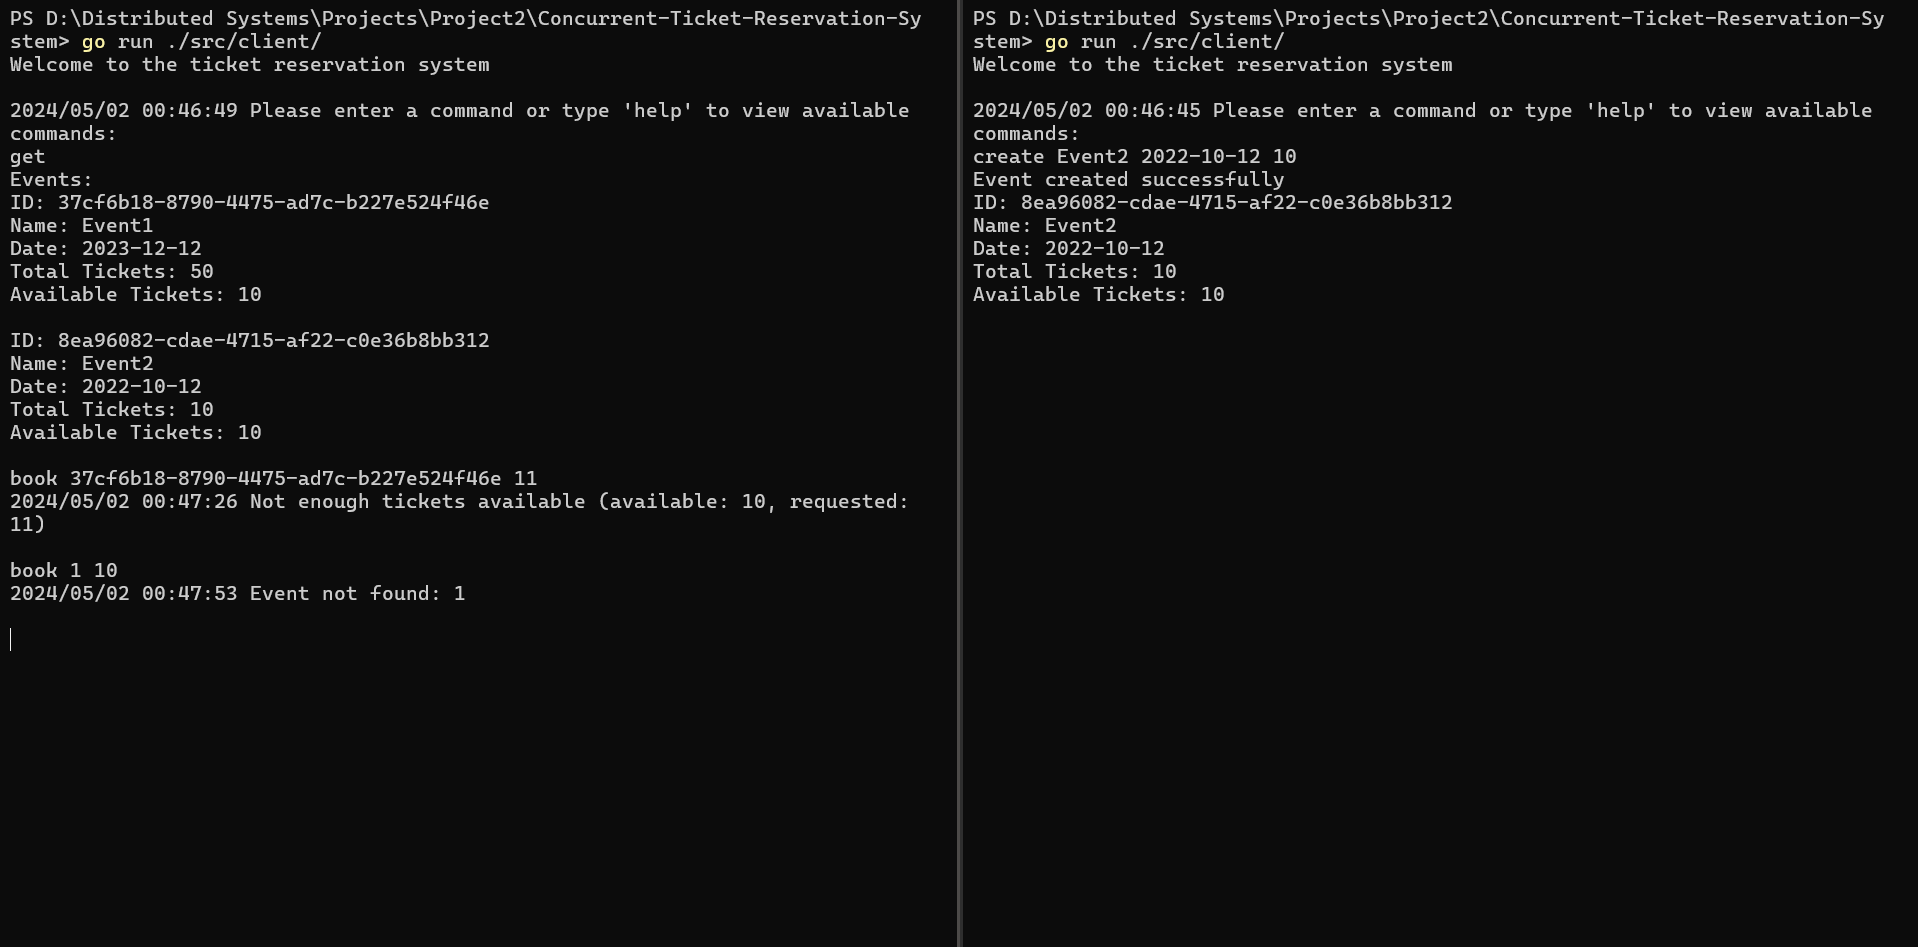 PS D:\Distributed Systems\Projects\Project2\Concurrent-Ticket-Reservation-Sy
stem> go run ./src/client/
Welcome to the ticket reservation system
2024/05/02 00:46:49 Please enter a command or type 'help' to view available
commands:
get
Events:
ID: 37cf6b18-8790-4475-ad7c-b227e524f46e
Name: Event1
Date: 2023-12-12
Total Tickets: 50
Available Tickets: 10
ID: 8ea96082-cdae-4715-af22-c0e36b8bb312
Name: Event2
Date: 2022-10-12
Total Tickets: 10
Available Tickets: 10
book 37cf6b18-8790-4475-ad7c-b227e524f46e 11
2024/05/02 00:47:26 Not enough tickets available (available: 10, requested:
11)
book 1 10
2024/05/02 00:47:53 Event not found: 1
PS D:\Distributed Systems\Projects\Project2\Concurrent-Ticket-Reservation-Sy
stem> go run ./src/client/
Welcome to the ticket reservation system
2024/05/02 00:46:45 Please enter a command or type 'help' to view available
commands:
create Event2 2022-10-12 10
Event created successfully
ID: 8ea96082-cdae-4715-af22-c0e36b8bb312
Name: Event2
Date: 2022-10-12
Total Tickets: 10
Available Tickets: 10